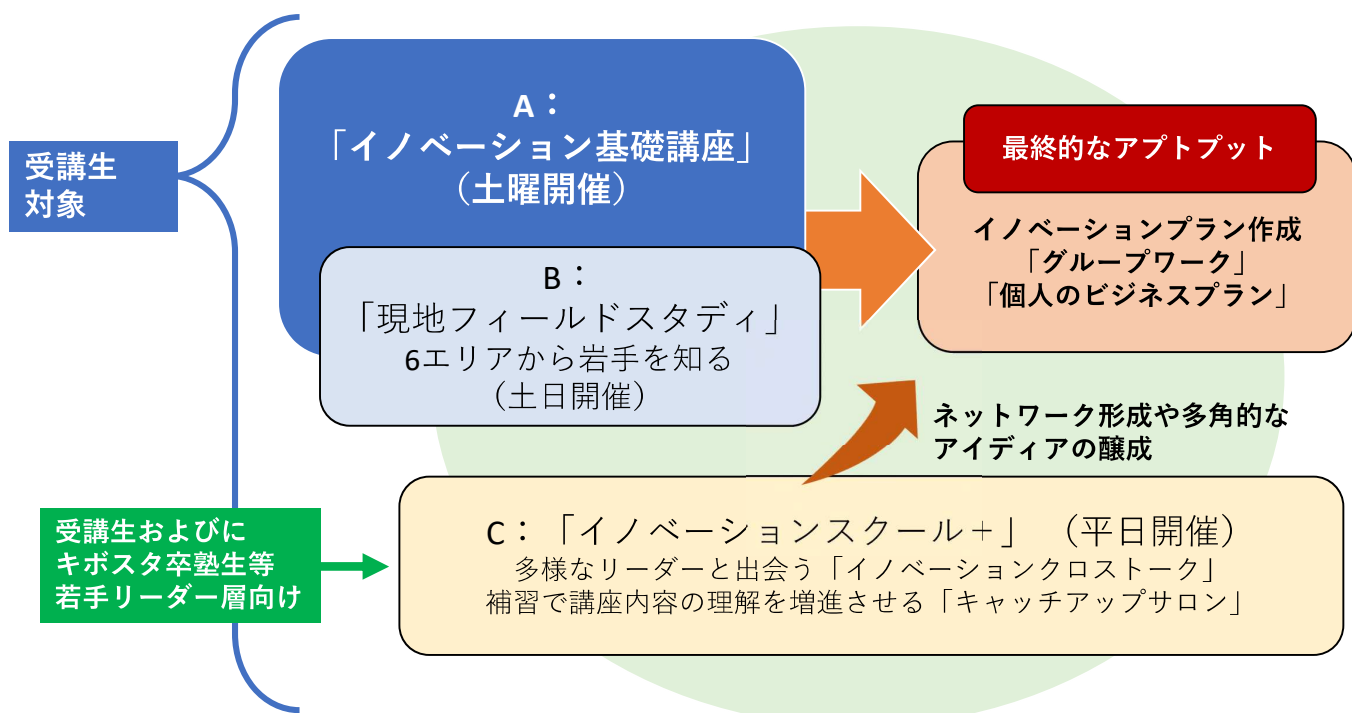 受講生
対象
A：
「イノベーション基礎講座」
（土曜開催）
B：
「現地フィールドスタディ」
6エリアから岩手を知る
（土日開催）
最終的なアプトプット
イノベーションプラン作成
「グループワーク」
「個人のビジネスプラン」
ネットワーク形成や多角的な
アイディアの醸成
受講生およびに
キボスタ卒塾生等
若手リーダー層向け
C：「イノベーションスクール＋」（平日開催）
多様なリーダーと出会う「イノベーションクロストーク」
補習で講座内容の理解を増進させる「キャッチアップサロン」